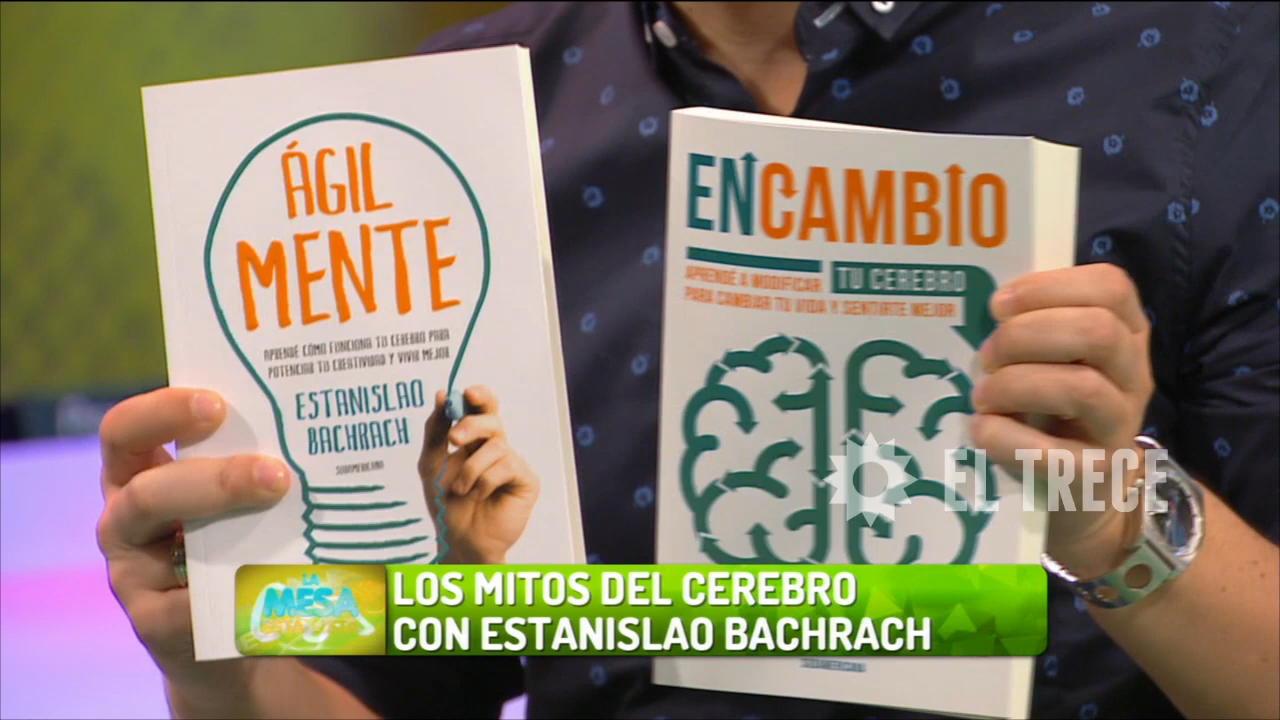 ÁGIL
MENTE
APRENDÉ CÓMO FUNCIONA TU CEREBRO PARA
POTENCIAR TU CREATIVIDAD Y VIVIR MEJOR
ESTANISLAO
BACHRACH
SUDAMERICANA
ENCAMBIO
APRENDÉ A MODIFICAR TU CEREBRO
PARA CAMBIAR TU VIDA Y SENTIRTE MEJOR
EL TRECE
LA
MESA
LOS MITOS DEL CEREBRO
CON ESTANISLAO BACHRACH
SUDAMERICANA